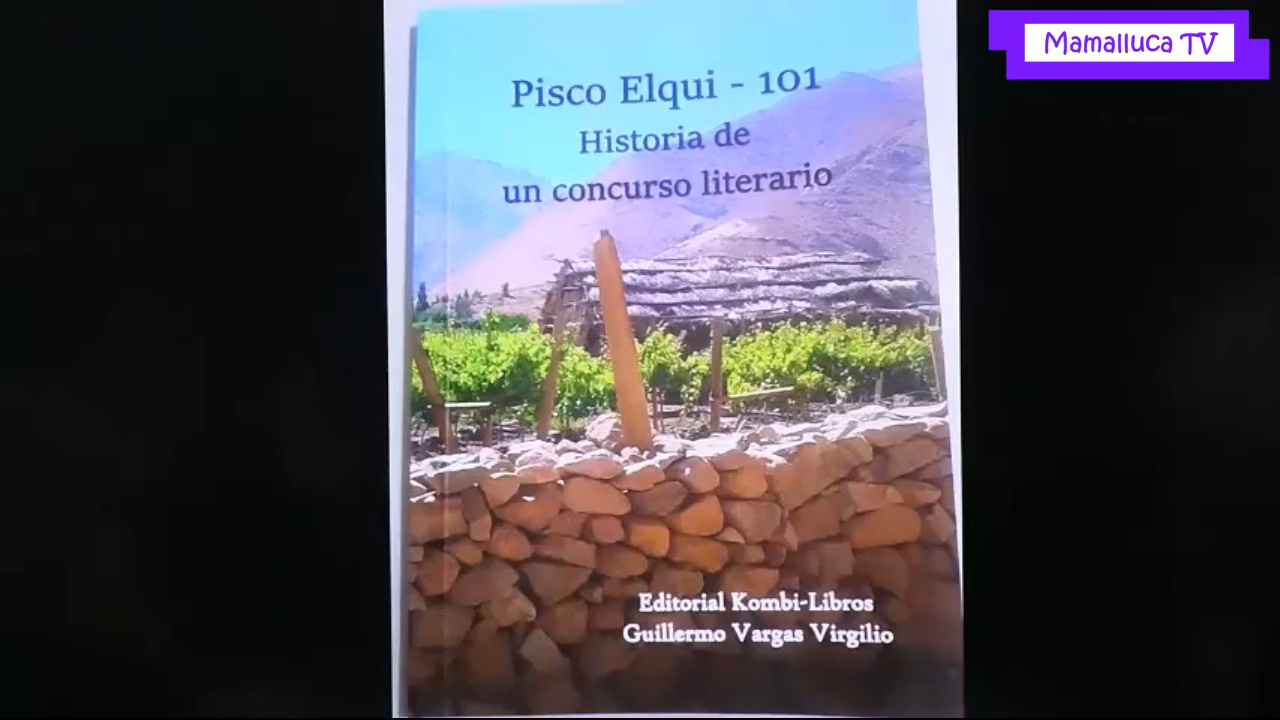 Mamalluca TV
Pisco Elqui - 101
Historia de
un concurso literario
Editorial Kombi-Libros
Guillermo Vargas Virgilio